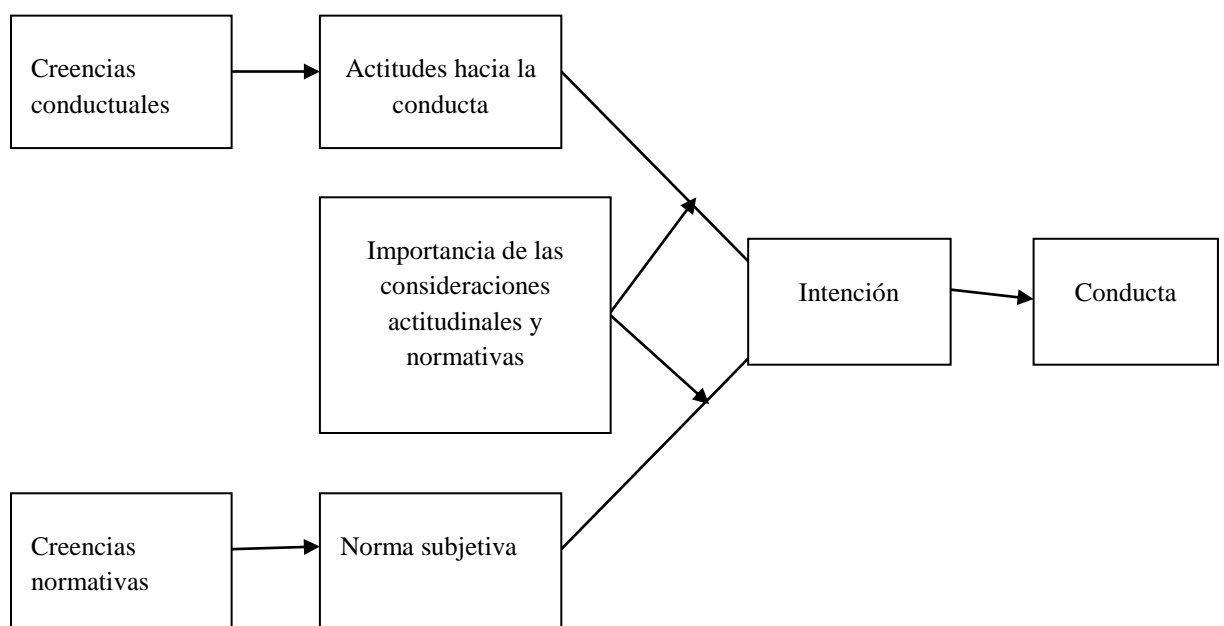 Creencias
conductuales
Actitudes hacia la
conducta
Importancia de las
consideraciones
actitudinales y
normativas
Intención
Conducta
Creencias
normativas
Norma subjetiva